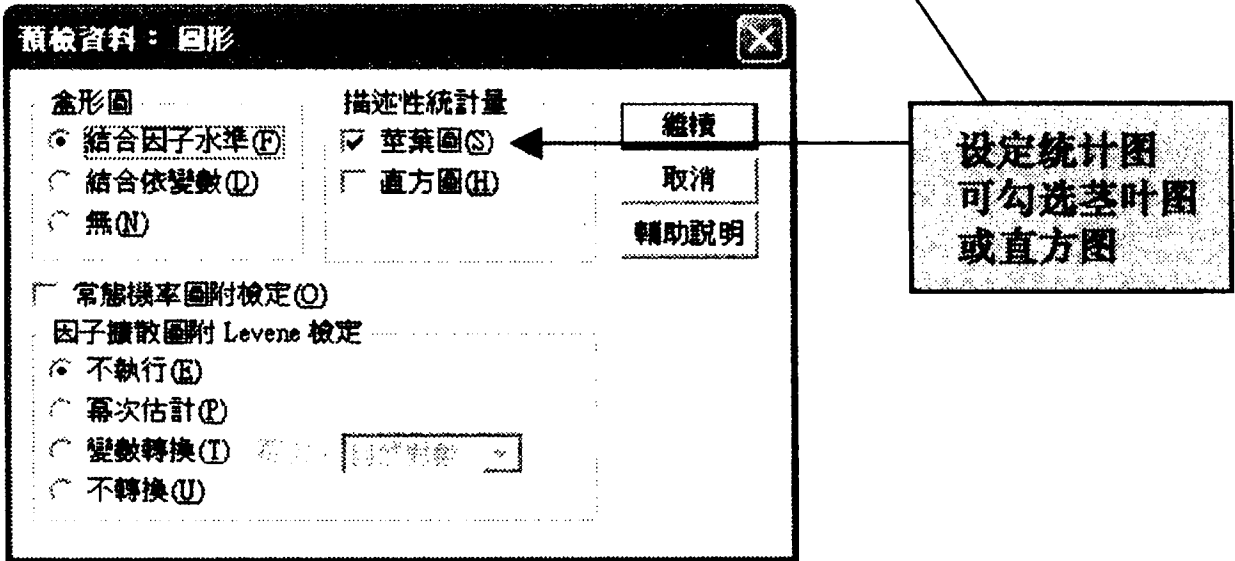 預檢資料：圖形
盒形圖
結合因子水準(F)
結合依變數(D)
無(N)
描述性統計量
莖葉圖(S)
直方圖(H)
繼續
取消
輔助說明
常態機率圖附檢定(O)
因子擴散圖附 Levene 檢定
不執行(E)
冪次估計(P)
變數轉換(T)
不轉換(U)
设定统计图
可勾选茎叶图
或直方图